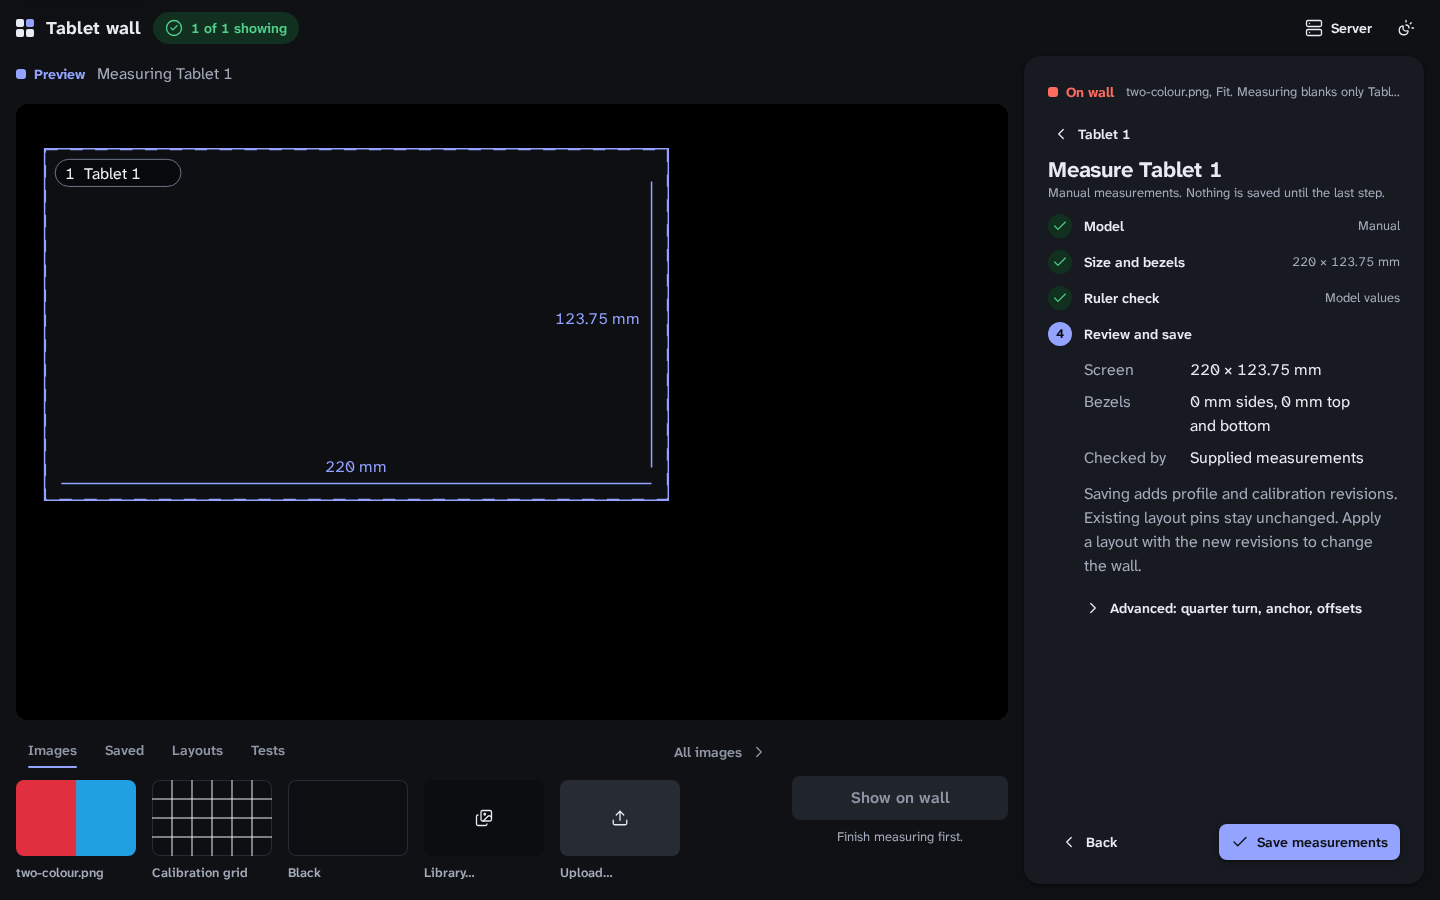 Tablet wall
1 of 1 showing
Server
Preview
Measuring Tablet 1
1 Tablet 1
123.75 mm
220 mm
Images
Saved
Layouts
Tests
All images
two-colour.png
Calibration grid
Black
Library...
Upload...
Show on wall
Finish measuring first.
On wall
two-colour.png, Fit. Measuring blanks only Tabl...
Tablet 1
Measure Tablet 1
Manual measurements. Nothing is saved until the last step.
Model
Manual
Size and bezels
220 × 123.75 mm
Ruler check
Model values
4
Review and save
Screen
220 × 123.75 mm
Bezels
0 mm sides, 0 mm top
and bottom
Checked by
Supplied measurements
Saving adds profile and calibration revisions.
Existing layout pins stay unchanged. Apply
a layout with the new revisions to change
the wall.
Advanced: quarter turn, anchor, offsets
Back
Save measurements